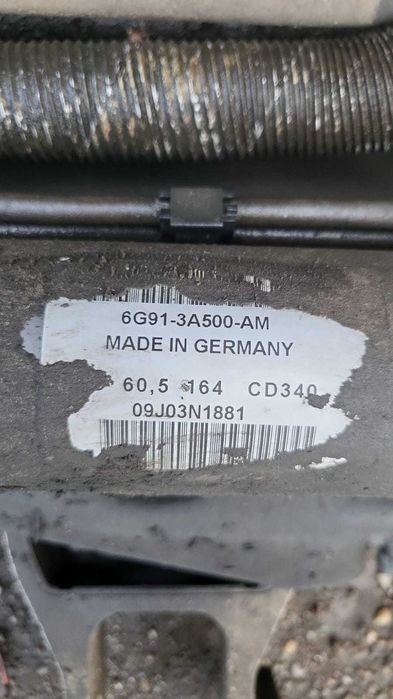 6G91-3A500-AM
MADE IN GERMANY
60,5 164 CD340
09J03N1881